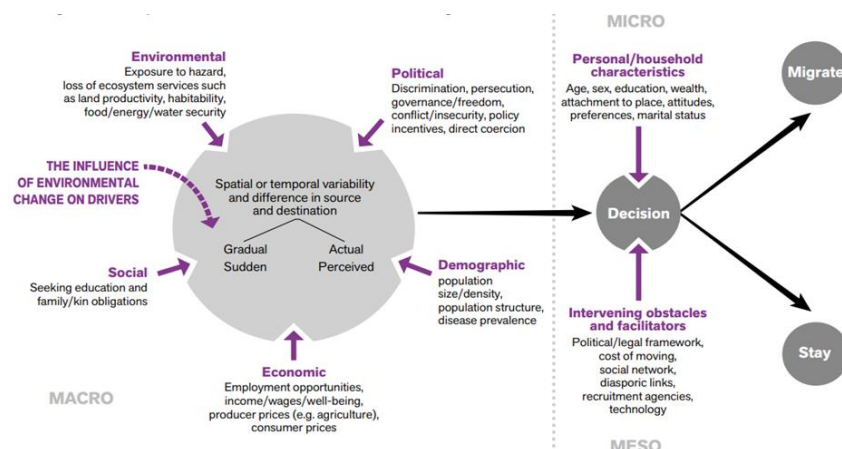 MICRO
Environmental
Exposure to hazard,
loss of ecosystem services such
as land productivity, habitability,
food/energy/water security
Political
Discrimination, persecution,
governance/freedom,
conflict/insecurity, policy
incentives, direct coercion
Personal/household
characteristics
Age, sex, education, wealth,
attachment to place, attitudes,
preferences, marital status
Migrate
THE INFLUENCE
OF ENVIRONMENTAL
CHANGE ON DRIVERS
Spatial or temporal variability
and difference in source
and destination
Gradual
Sudden
Actual
Perceived
Decision
Social
Seeking education and
family/kin obligations
Demographic
population
size/density,
population structure,
disease prevalence
Economic
Employment opportunities,
income/wages/well-being,
producer prices (e.g. agriculture),
consumer prices
Intervening obstacles
and facilitators
Political/legal framework,
cost of moving,
social network,
diasporic links,
recruitment agencies,
technology
Stay
MACRO
MESO